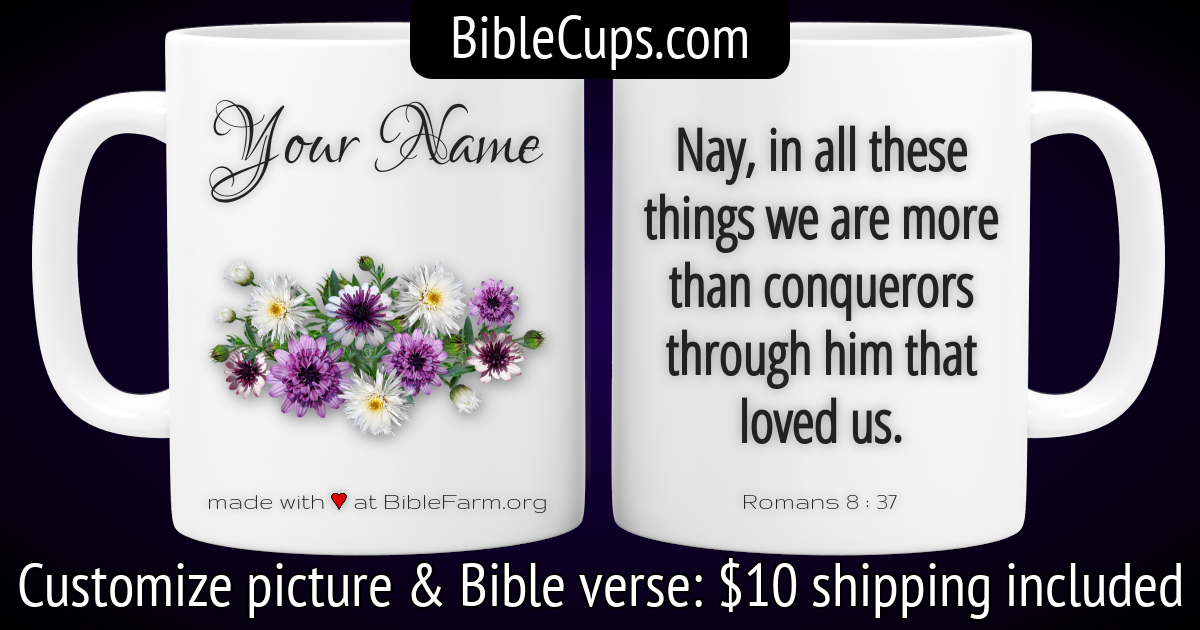 BibleCups.com
Your Name
made with ♥ at BibleFarm.org
Nay, in all these
things we are more
than conquerors
through him that
loved us.
Romans 8 : 37
Customize picture & Bible verse: $10 shipping included